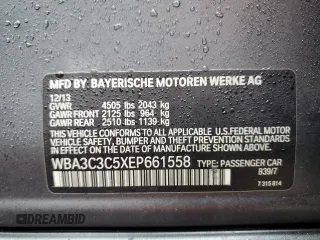 MFD BY. BAYERISCHE MOTOREN WERKE AG
12/13
GVWR 4505 lbs 2043 kg
GAWR FRONT 2125 lbs 964 kg
GAWR REAR 2510 lbs 1139 kg
THIS VEHICLE CONFORMS TO ALL APPLICABLE U.S. FEDERAL MOTOR
VEHICLE SAFETY, BUMPER, AND THEFT PREVENTION STANDARDS IN
EFFECT ON THE DATE OF MANUFACTURE SHOWN ABOVE.
WBA3C3C5XEP661558 TYPE: PASSENGER CAR
B39/7
7 315 814
DREAMBID